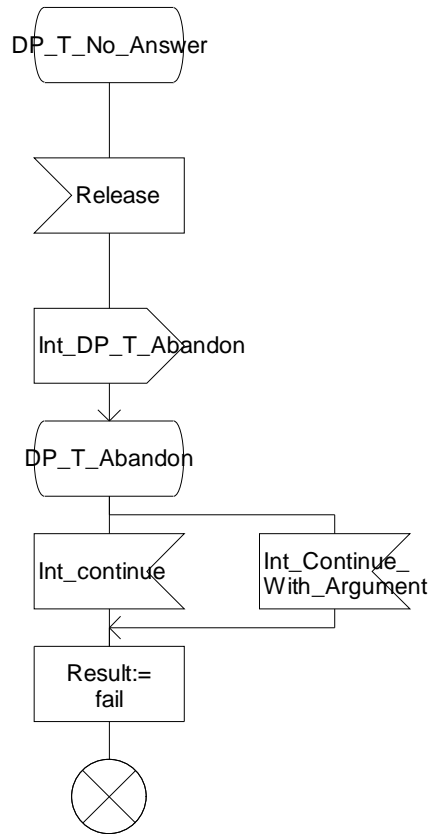 DP_T_No_Answer
Release
Int_DP_T_Abandon
DP_T_Abandon
Int_continue
Int_Continue_
With_Argument
Result:=
fail